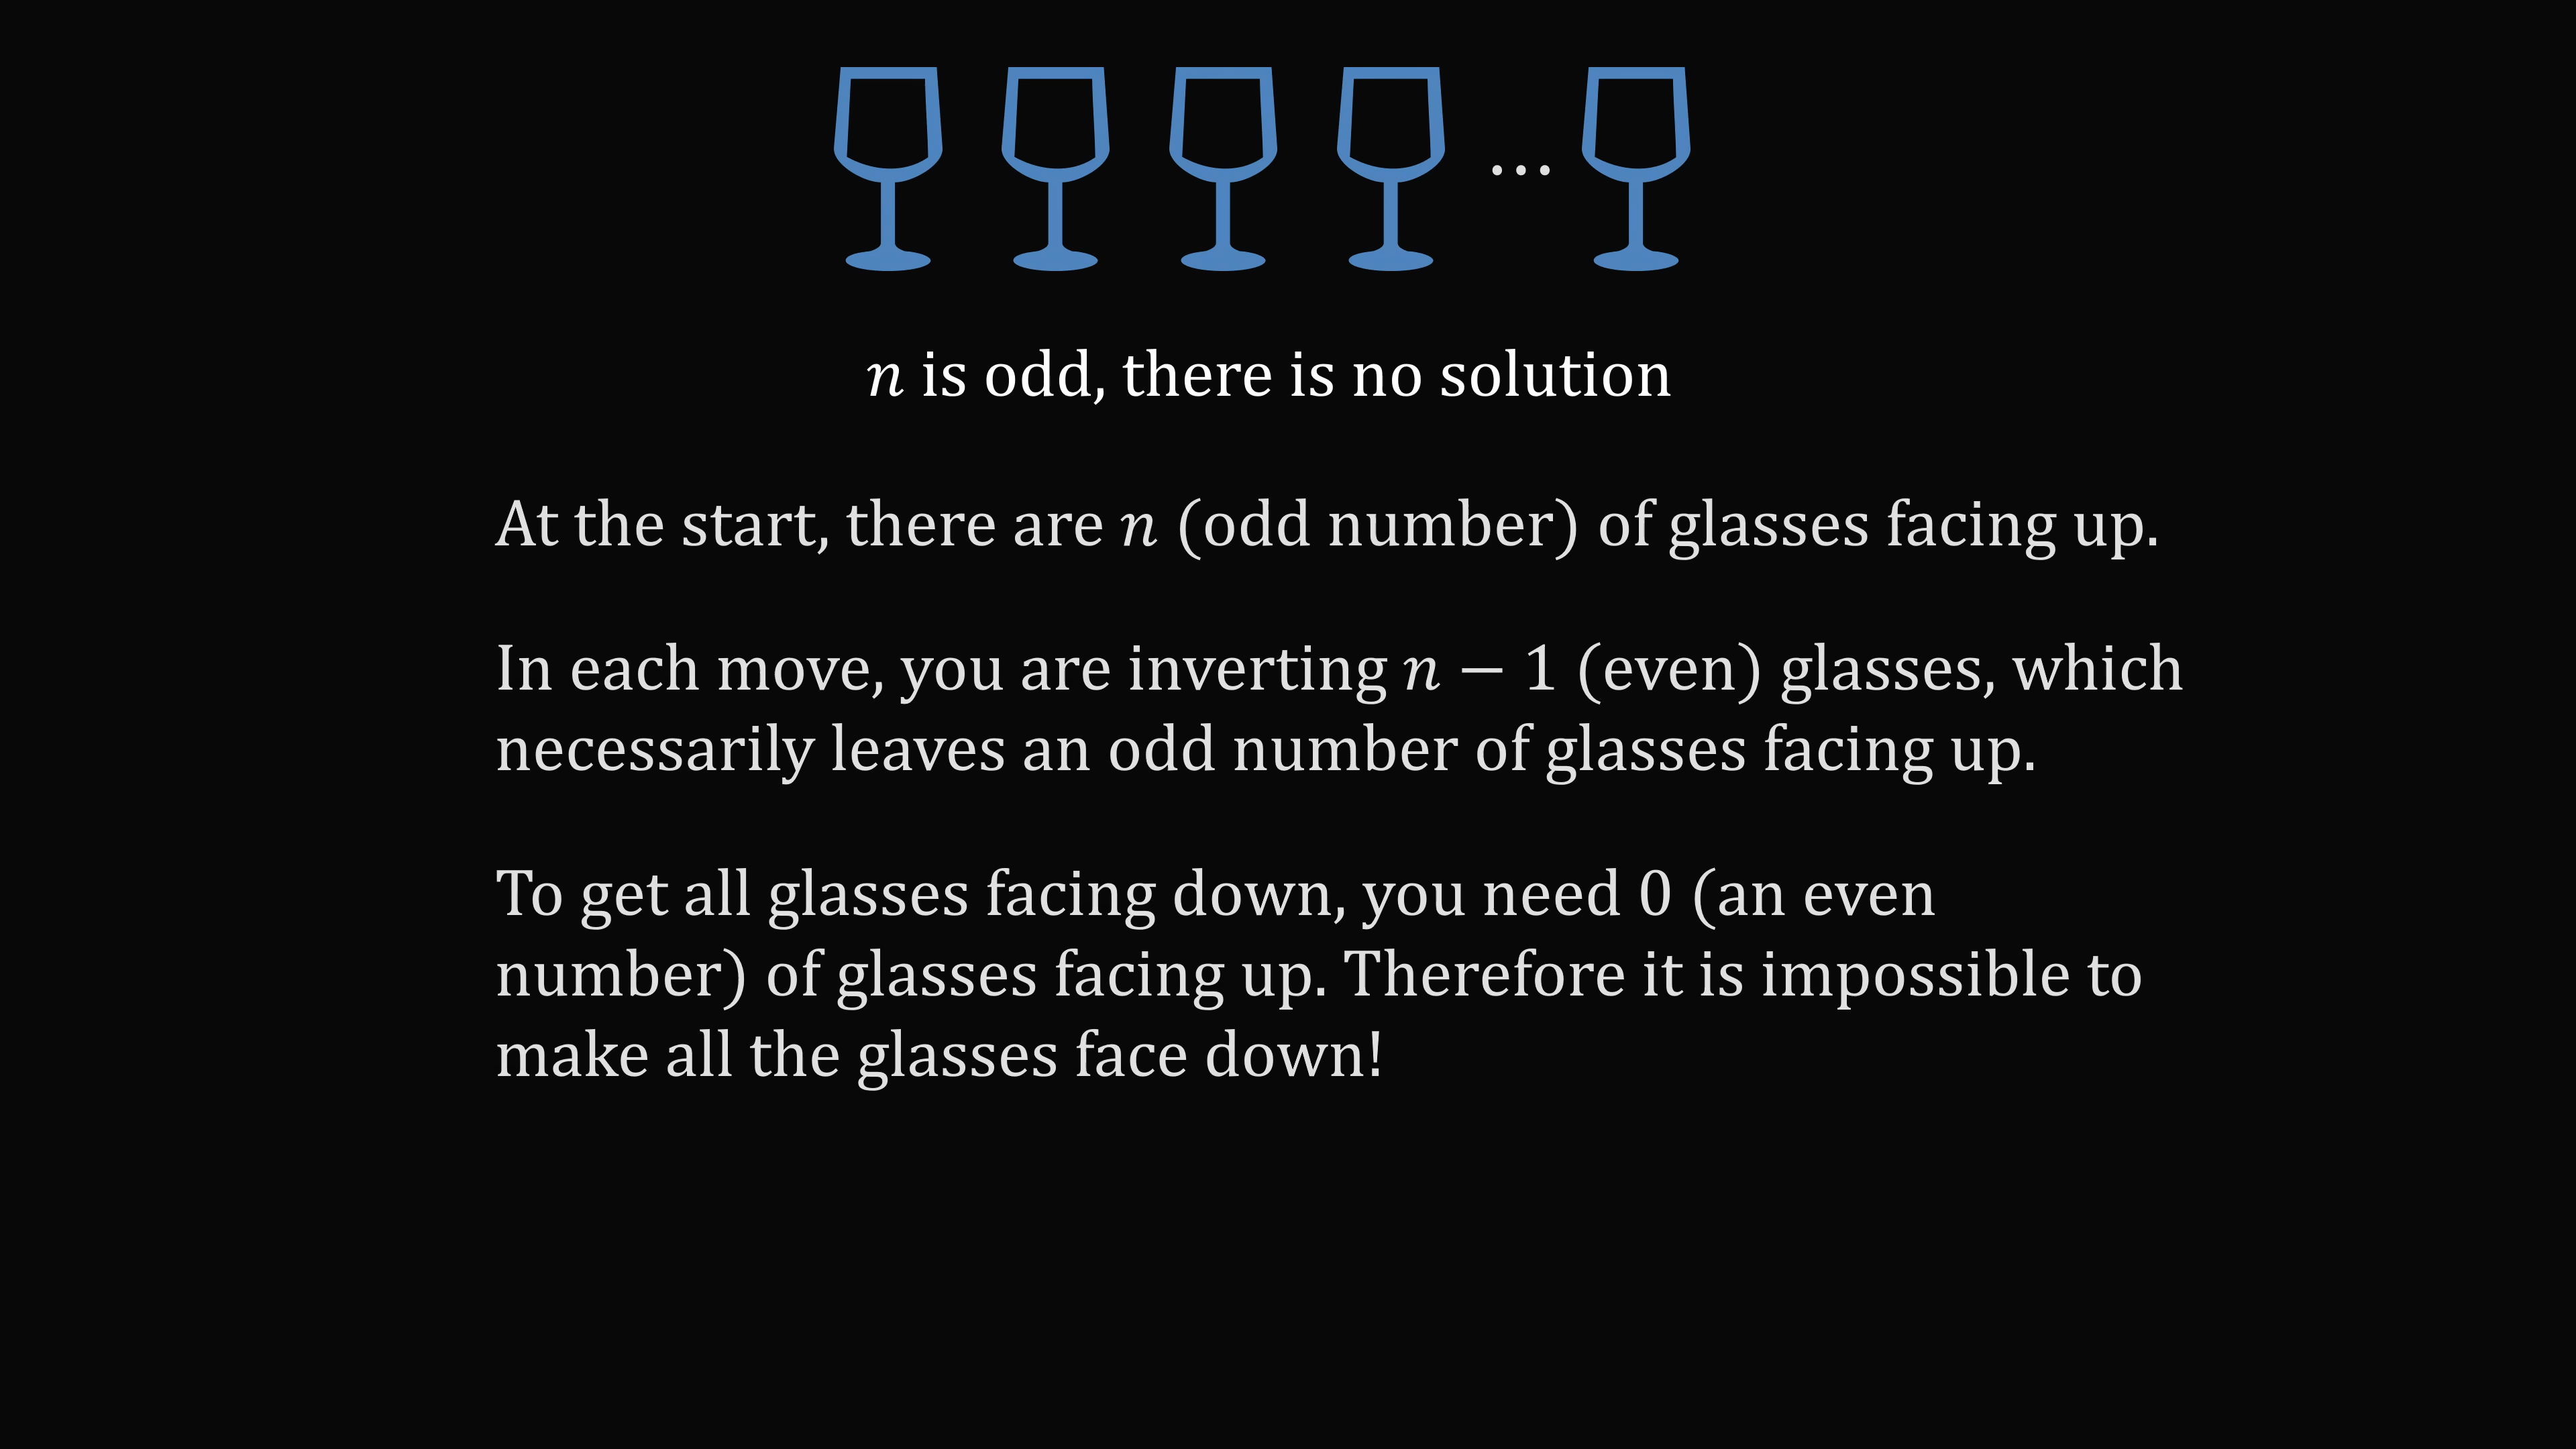 ...
n is odd, there is no solution
At the start, there are n (odd number) of glasses facing up.
In each move, you are inverting n − 1 (even) glasses, which
necessarily leaves an odd number of glasses facing up.
To get all glasses facing down, you need 0 (an even
number) of glasses facing up. Therefore it is impossible to
make all the glasses face down!